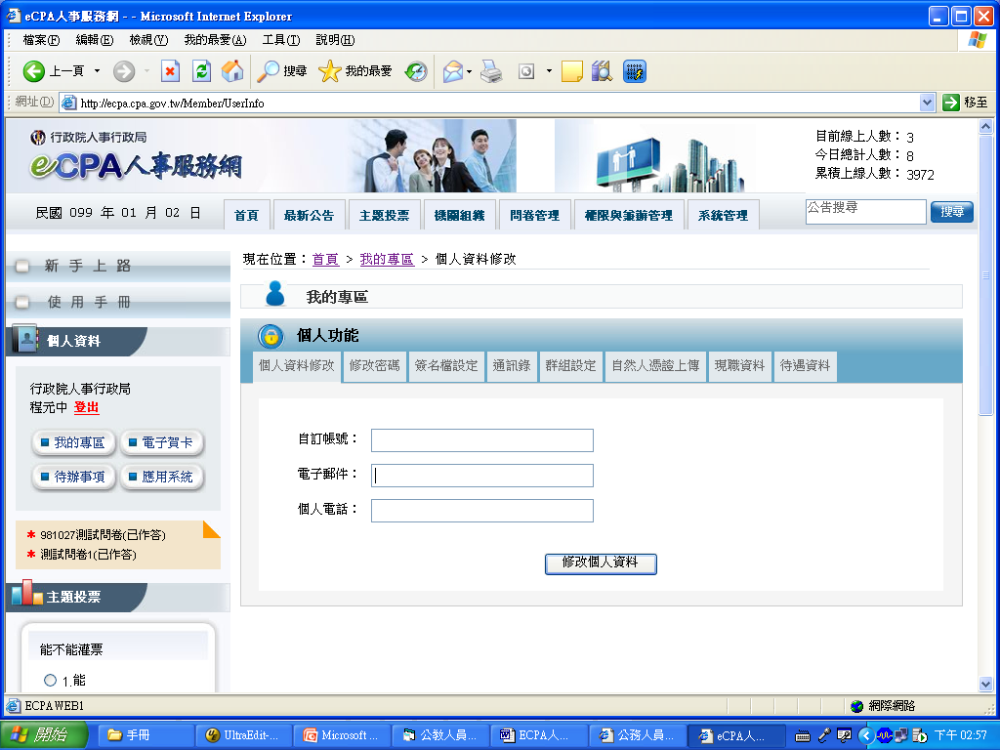 eCPA人事服務網 - - Microsoft Internet Explorer
檔案(F) 編輯(E) 檢視(V) 我的最愛(A) 工具(T) 說明(H)
上一頁 搜尋 我的最愛
網址(D) http://ecpa.cpa.gov.tw/Member/UserInfo 移至
行政院人事行政局
eCPA人事服務網
目前線上人數： 3
今日總計人數： 8
累積上線人數： 3972
民國 099 年 01 月 02 日 首頁 最新公告 主題投票 機關組織 問卷管理 權限與兼辦管理 系統管理 公告搜尋 搜尋
新手上路
使用手冊
個人資料
行政院人事行政局
程元中 登出
我的專區 電子賀卡
待辦事項 應用系統
* 981027測試問卷(已作答)
* 測試問卷1(已作答)
主題投票
能不能灌票
1.能
現在位置：首頁 > 我的專區 > 個人資料修改
我的專區
個人功能
個人資料修改 修改密碼 簽名檔設定 通訊錄 群組設定 自然人憑證上傳 現職資料 待遇資料
自訂帳號：
電子郵件：
個人電話：
修改個人資料
ECPAWEB1 網際網路
開始 手冊 UltraEdit-... Microsoft ... 公教人員... ECPA人... 公務人員... eCPA人... 下午 02:57